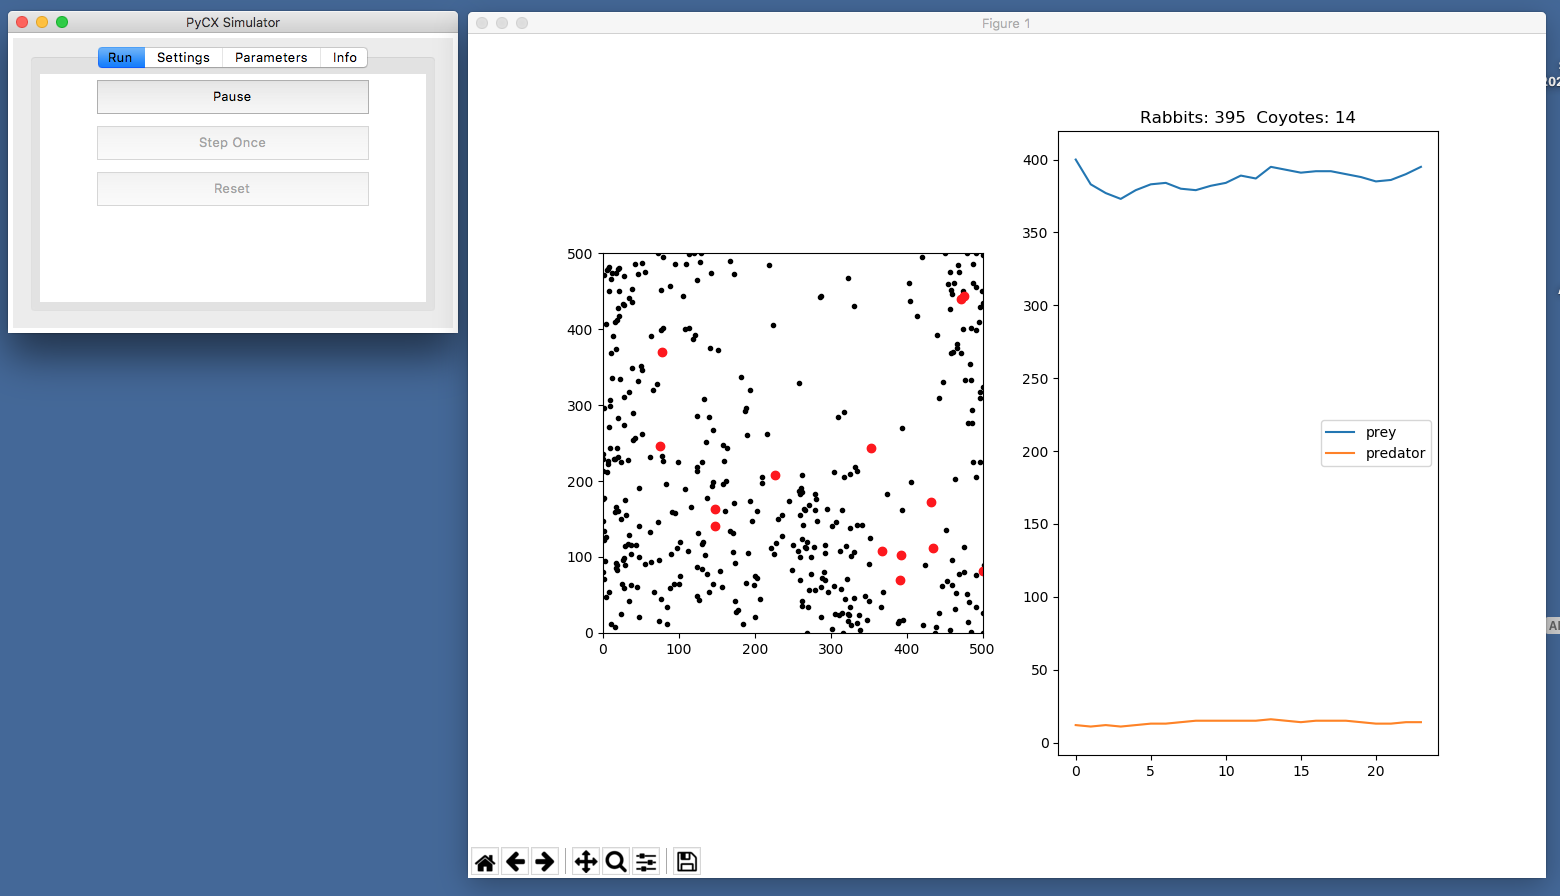 PyCX Simulator
Run Settings Parameters Info
Pause
Step Once
Reset
Figure 1
Rabbits: 395 Coyotes: 14
500
400
300
200
100
0
0 100 200 300 400 500
400
350
300
250
200
150
100
50
0
0 5 10 15 20
prey
predator